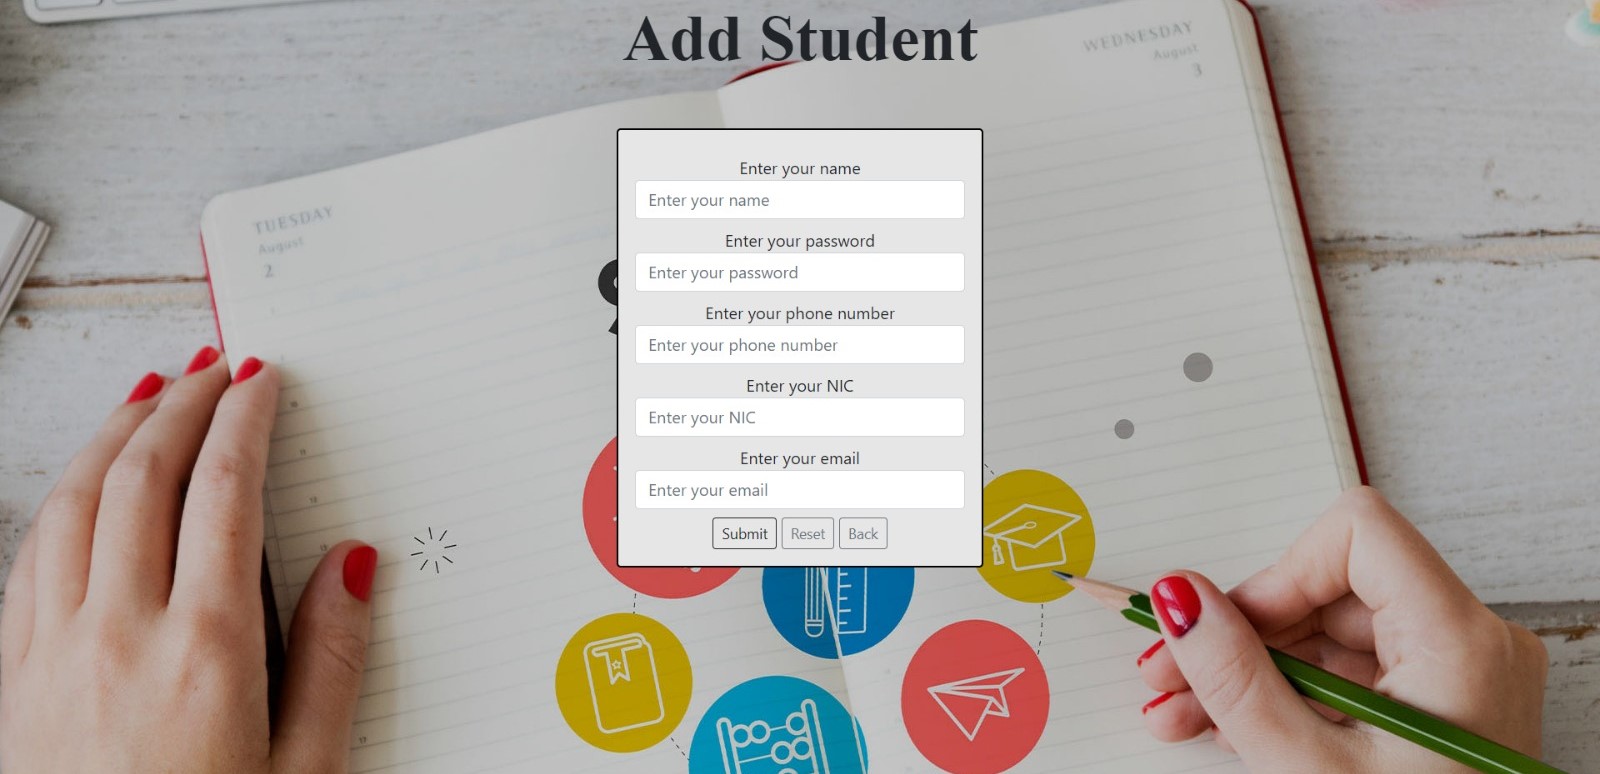 Add Student
WEDNESDAY
August
3
TUESDAY
August
2
Enter your name
Enter your name
Enter your password
Enter your password
Enter your phone number
Enter your phone number
Enter your NIC
Enter your NIC
Enter your email
Enter your email
Submit Reset Back